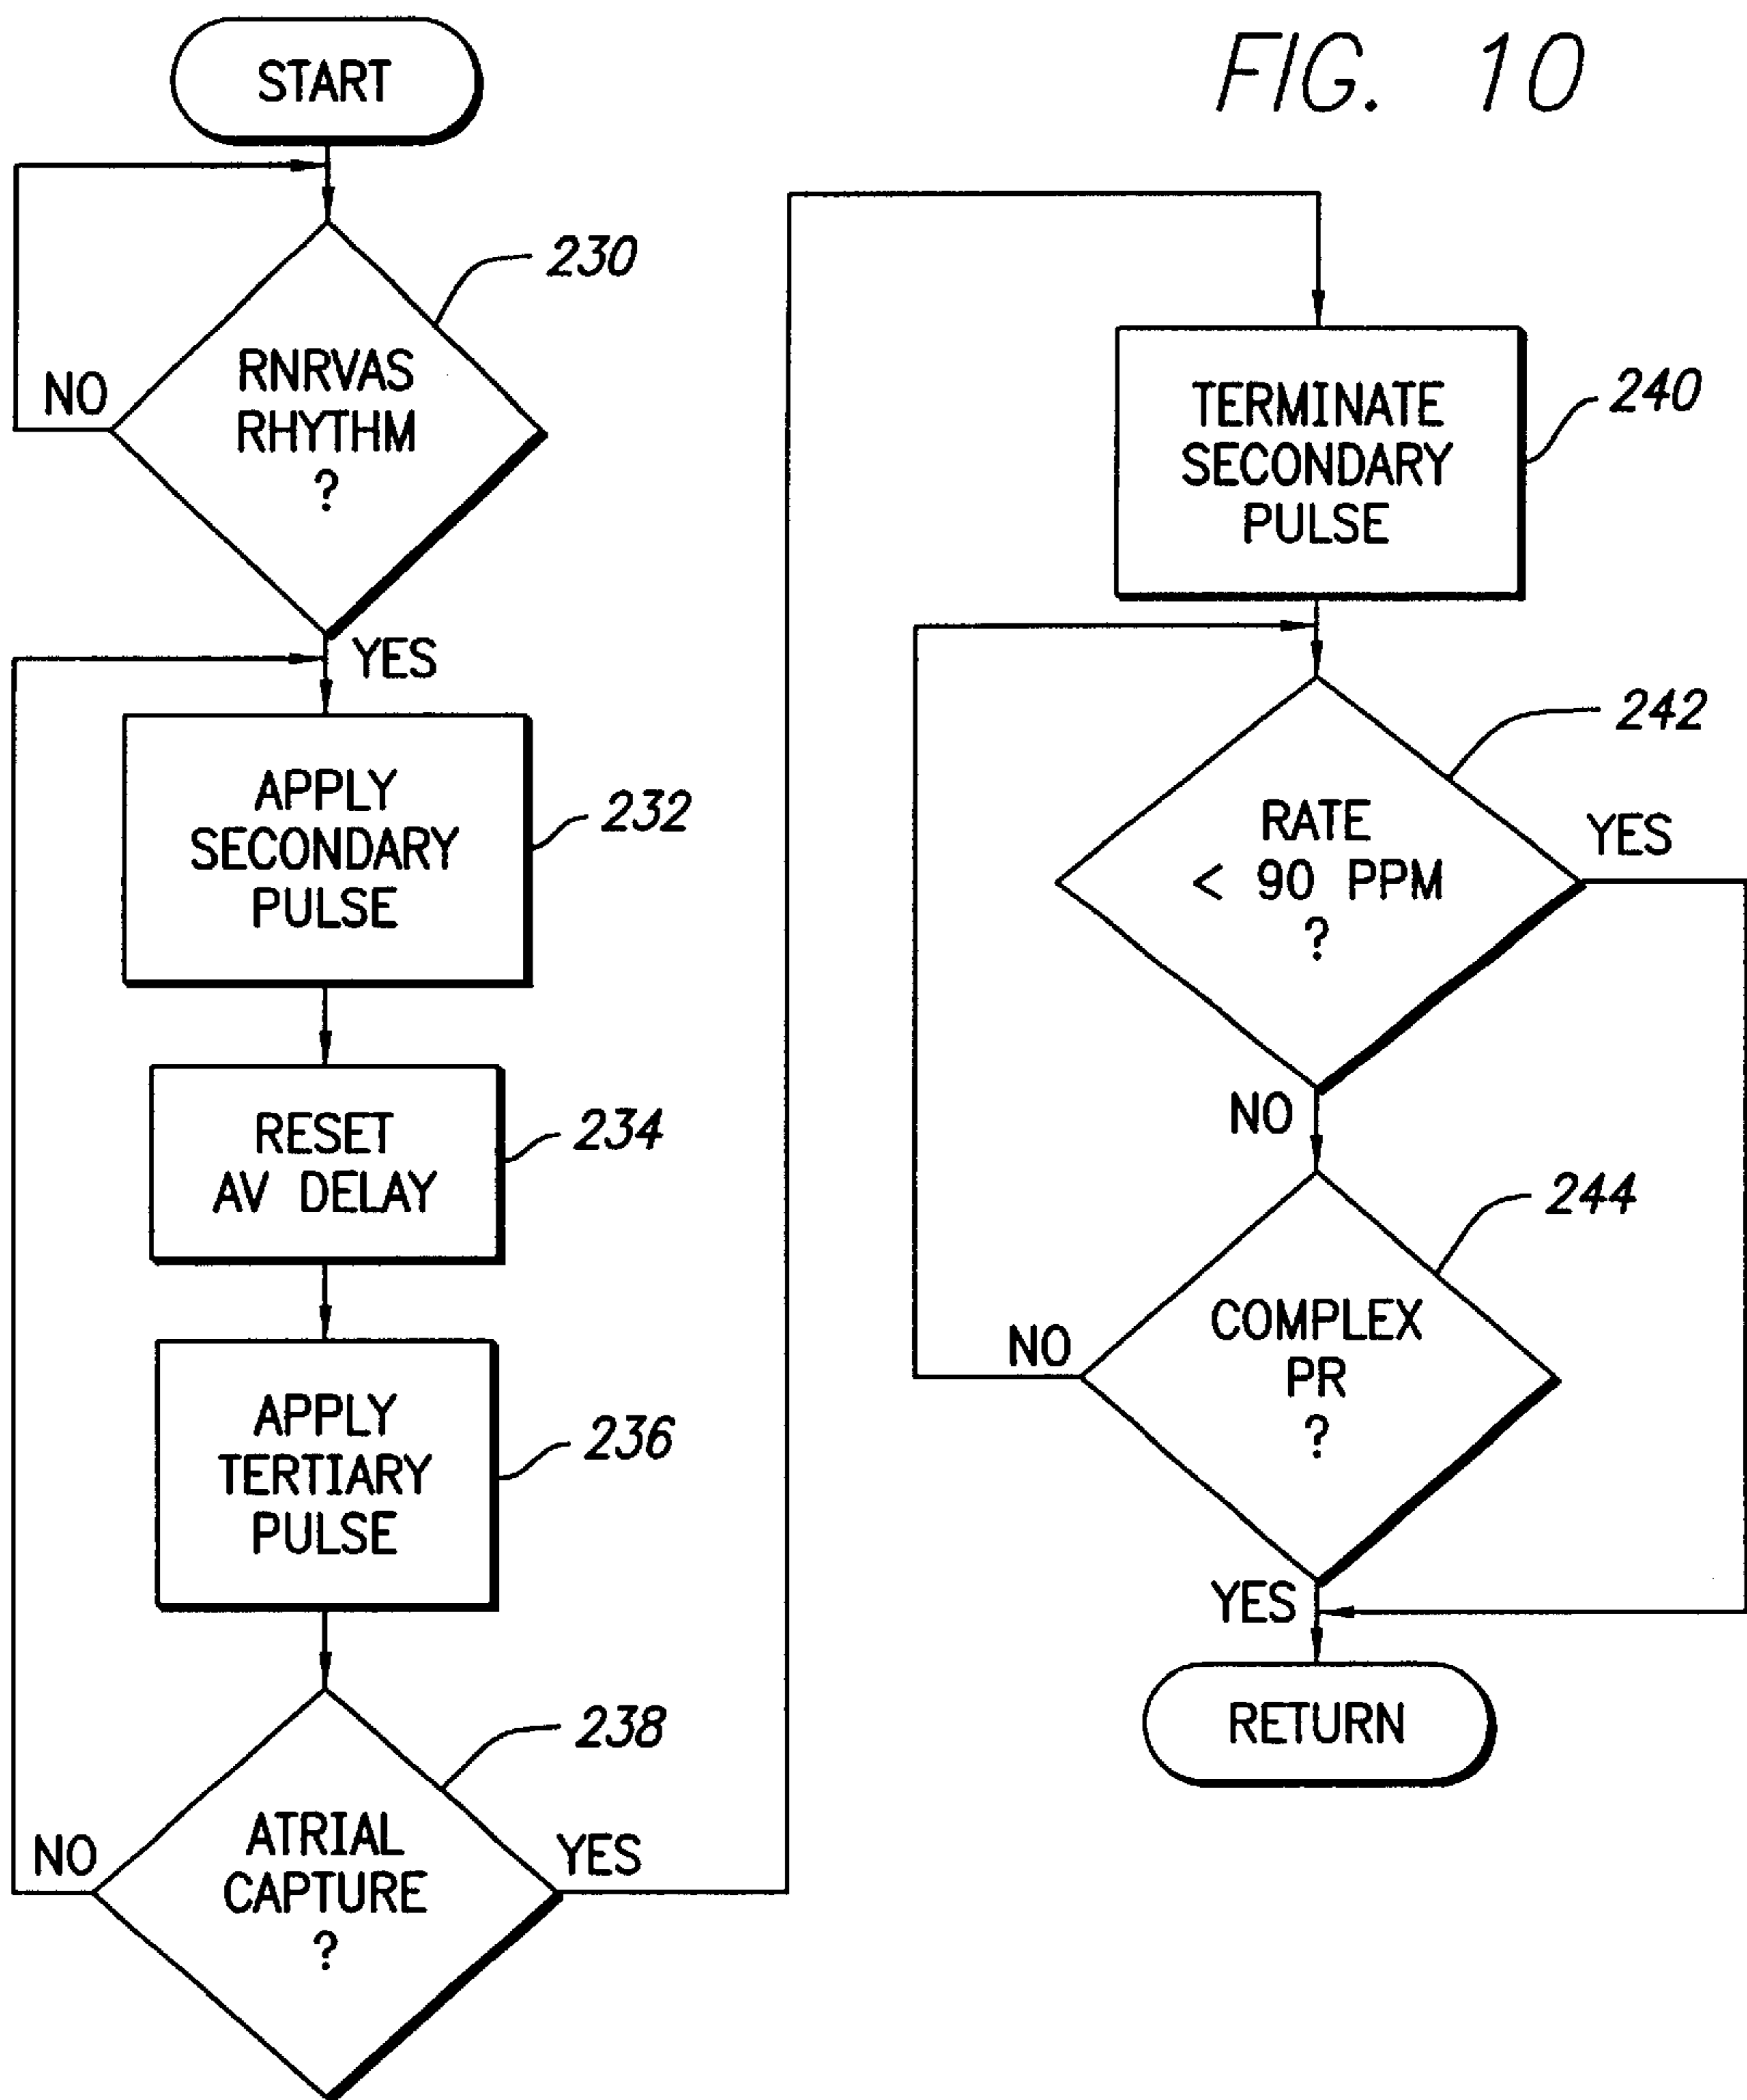 FIG. 10
START
230
RNRVAS
RHYTHM
?
NO
YES
APPLY
SECONDARY
PULSE
232
RESET
AV DELAY
234
APPLY
TERTIARY
PULSE
236
238
ATRIAL
CAPTURE
?
NO
YES
TERMINATE
SECONDARY
PULSE
240
242
RATE
< 90 PPM
?
YES
NO
244
COMPLEX
PR
?
NO
YES
RETURN